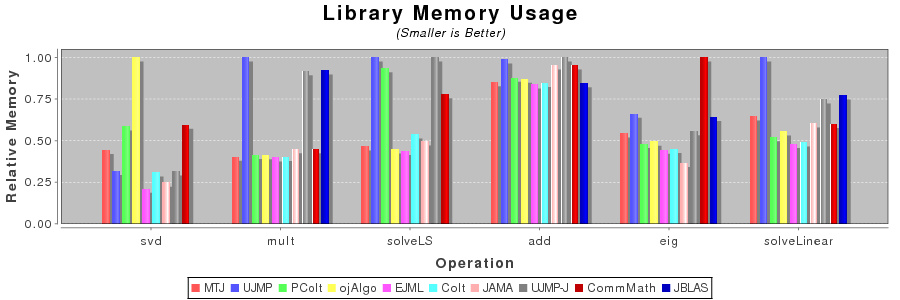 Library Memory Usage
(Smaller is Better)
Relative Memory
1.00
0.75
0.50
0.25
0.00
svd mult solveLS add eig solveLinear
Operation
MTJ UJMP PColt ojAlgo EJML Colt JAMA UJMP-J CommMath JBLAS